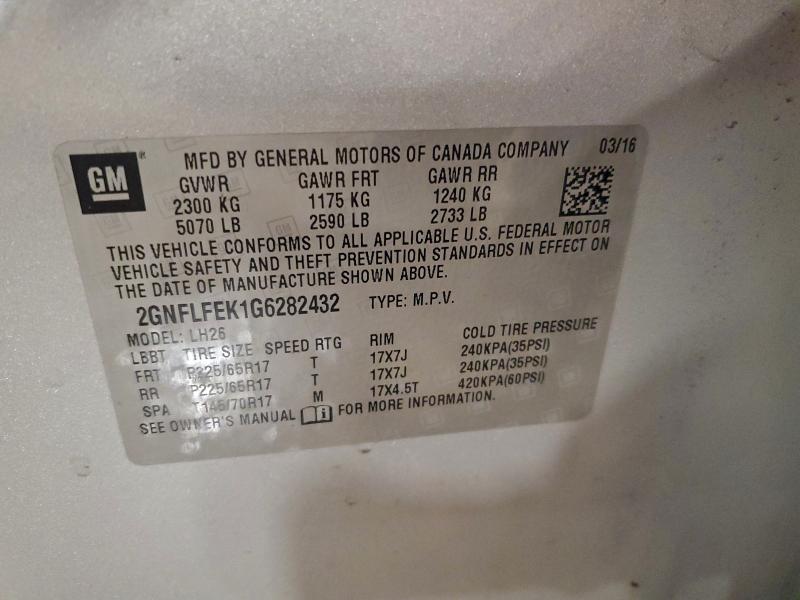 GM® MFD BY GENERAL MOTORS OF CANADA COMPANY 03/16
GVWR GAWR FRT GAWR RR
2300 KG 1175 KG 1240 KG
5070 LB 2590 LB 2733 LB
THIS VEHICLE CONFORMS TO ALL APPLICABLE U.S. FEDERAL MOTOR
VEHICLE SAFETY AND THEFT PREVENTION STANDARDS IN EFFECT ON
THE DATE OF MANUFACTURE SHOWN ABOVE.
2GNFLFEK1G6282432 TYPE: M.P.V.
MODEL: LH26
LBBT TIRE SIZE SPEED RTG RIM COLD TIRE PRESSURE
FRT P225/65R17 T 17X7J 240KPA(35PSI)
RR P225/65R17 T 17X7J 240KPA(35PSI)
SPA T145/70R17 M 17X4.5T 420KPA(60PSI)
SEE OWNER'S MANUAL FOR MORE INFORMATION.